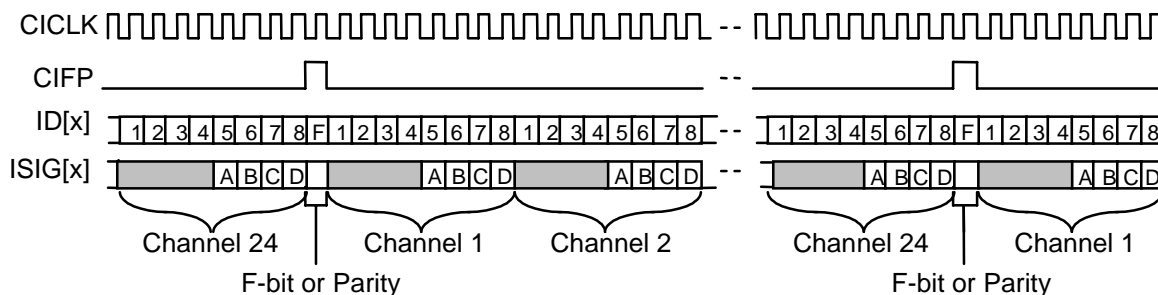 CICLK - -
CIFP - -
ID[x] 1 2 3 4 5 6 7 8 F 1 2 3 4 5 6 7 8 1 2 3 4 5 6 7 8 - - 1 2 3 4 5 6 7 8 F 1 2 3 4 5 6 7 8
ISIG[x] A B C D A B C D A B C D - - A B C D A B C D
Channel 24 Channel 1 Channel 2 Channel 24 Channel 1
F-bit or Parity F-bit or Parity